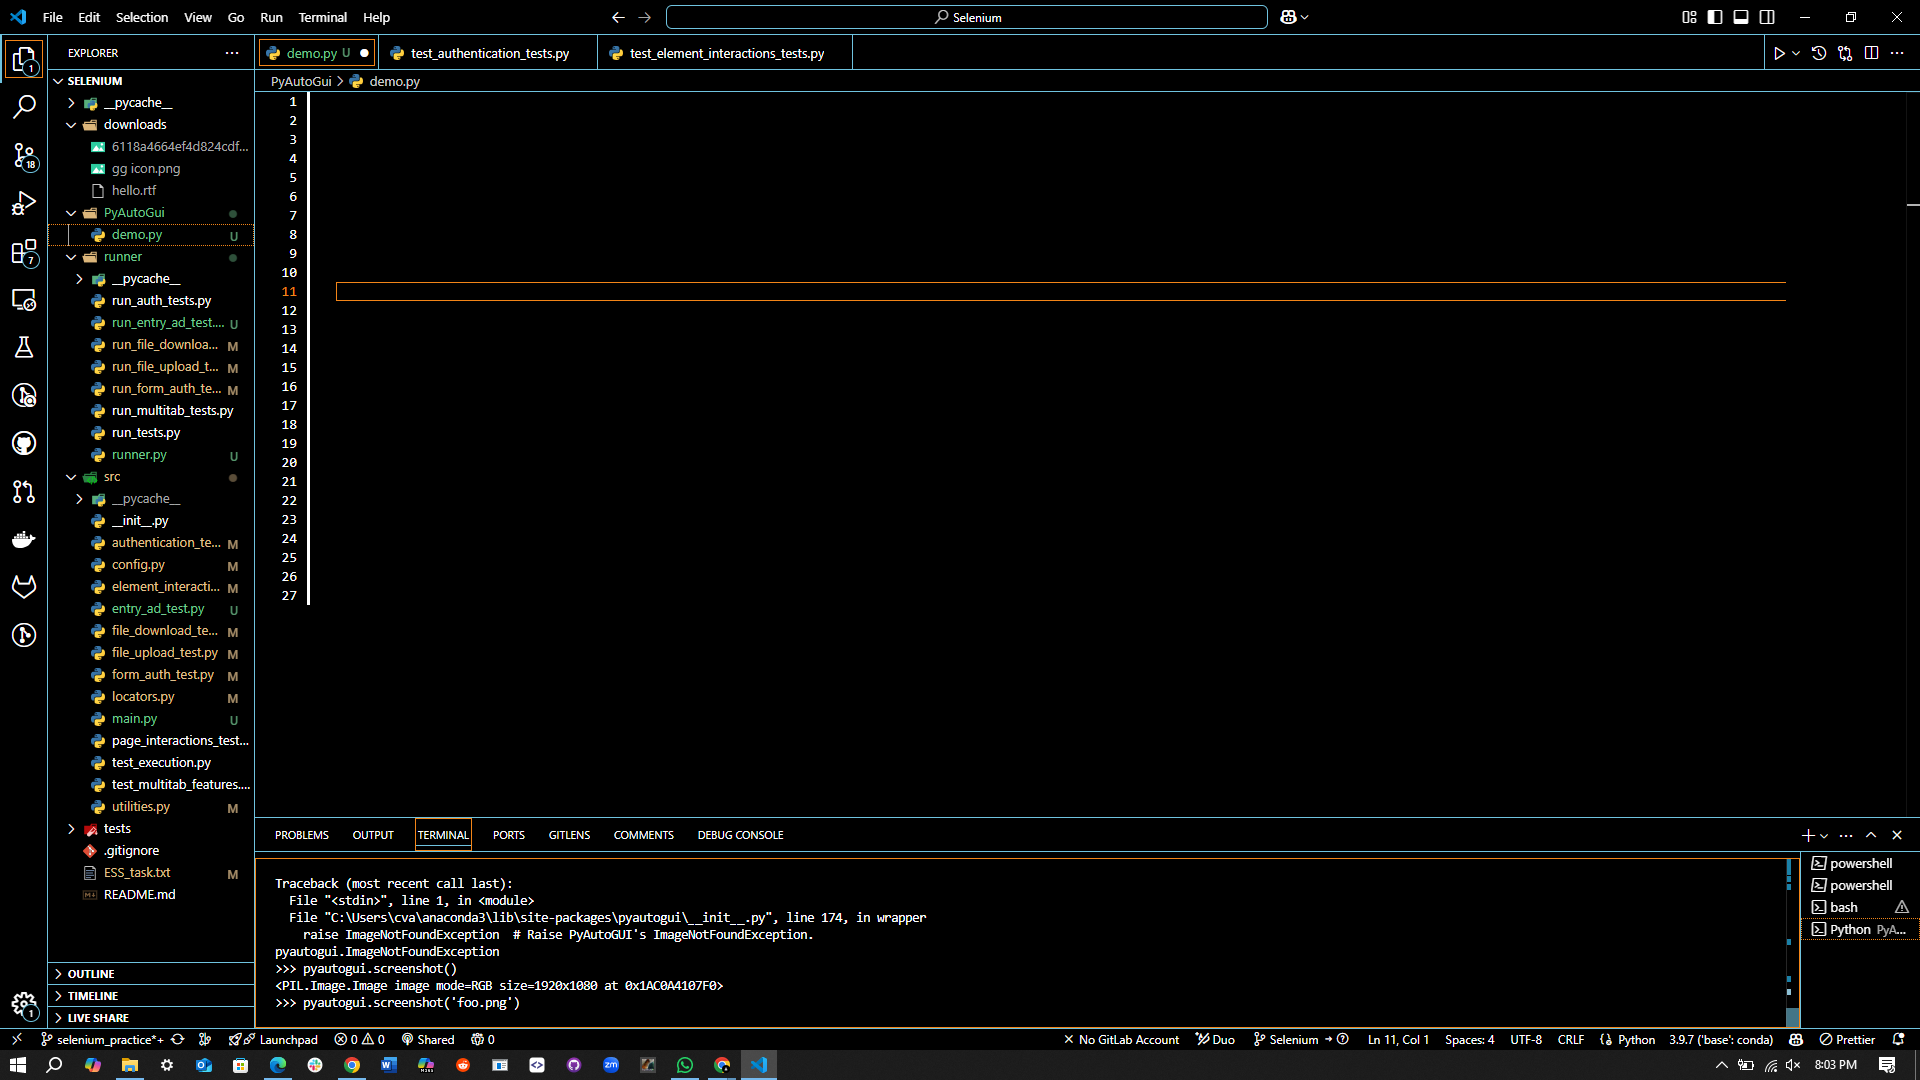 File Edit Selection View Go Run Terminal Help
Selenium
EXPLORER
demo.py U
test_authentication_tests.py
test_element_interactions_tests.py
PyAutoGui > demo.py
SELENIUM
__pycache__
downloads
6118a4664ef4d824cdf...
gg icon.png
hello.rtf
PyAutoGui
demo.py U
runner
__pycache__
run_auth_tests.py
run_entry_ad_test.... U
run_file_downloa... M
run_file_upload_t... M
run_form_auth_te... M
run_multitab_tests.py
run_tests.py
runner.py U
src
__pycache__
__init__.py
authentication_te... M
config.py M
element_interacti... M
entry_ad_test.py U
file_download_te... M
file_upload_test.py M
form_auth_test.py M
locators.py M
main.py U
page_interactions_test...
test_execution.py
test_multitab_features....
utilities.py M
tests
.gitignore
ESS_task.txt M
README.md
OUTLINE
TIMELINE
LIVE SHARE
1
18
7
1
1
2
3
4
5
6
7
8
9
10
11
12
13
14
15
16
17
18
19
20
21
22
23
24
25
26
27
PROBLEMS OUTPUT TERMINAL PORTS GITLENS COMMENTS DEBUG CONSOLE
Traceback (most recent call last):
File "<stdin>", line 1, in <module>
File "C:\Users\cva\anaconda3\lib\site-packages\pyautogui\__init__.py", line 174, in wrapper
raise ImageNotFoundException # Raise PyAutoGUI's ImageNotFoundException.
pyautogui.ImageNotFoundException
>>> pyautogui.screenshot()
<PIL.Image.Image image mode=RGB size=1920x1080 at 0x1AC0A4107F0>
>>> pyautogui.screenshot('foo.png')
powershell
powershell
bash
Python PyA...
selenium_practice*+ Launchpad 0 0 Shared 0 No GitLab Account Duo Selenium Ln 11, Col 1 Spaces: 4 UTF-8 CRLF Python 3.9.7 ('base': conda) Prettier
8:03 PM